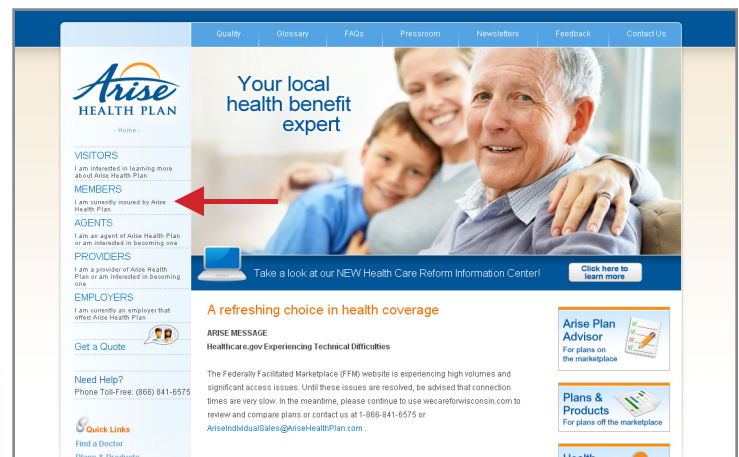 Quality Glossary FAQs Pressroom Newsletters Feedback Contact Us
Arise
HEALTH PLAN
- Home -
VISITORS
I am interested in learning more
about Arise Health Plan
MEMBERS
I am currently insured by Arise
Health Plan
AGENTS
I am an agent of Arise Health Plan
or am interested in becoming one
PROVIDERS
I am a provider of Arise Health
Plan or am interested in becoming
one
EMPLOYERS
I am currently an employer that
offers Arise Health Plan
Get a Quote
Need Help?
Phone Toll-Free: (866) 841-6575
Quick Links
Find a Doctor
Plans & Products
Your local
health benefit
expert
Take a look at our NEW Health Care Reform Information Center!
Click here to
learn more
A refreshing choice in health coverage
ARISE MESSAGE
Healthcare.gov Experiencing Technical Difficulties
The Federally Facilitated Marketplace (FFM) website is experiencing high volumes and
significant access issues. Until these issues are resolved, be advised that connection
times are very slow. In the meantime, please continue to use wecareforwisconsin.com to
review and compare plans or contact us at 1-866-841-6575 or
AriseIndividualSales@AriseHealthPlan.com .
Arise Plan
Advisor
For plans on
the marketplace
Plans &
Products
For plans off the marketplace
Health